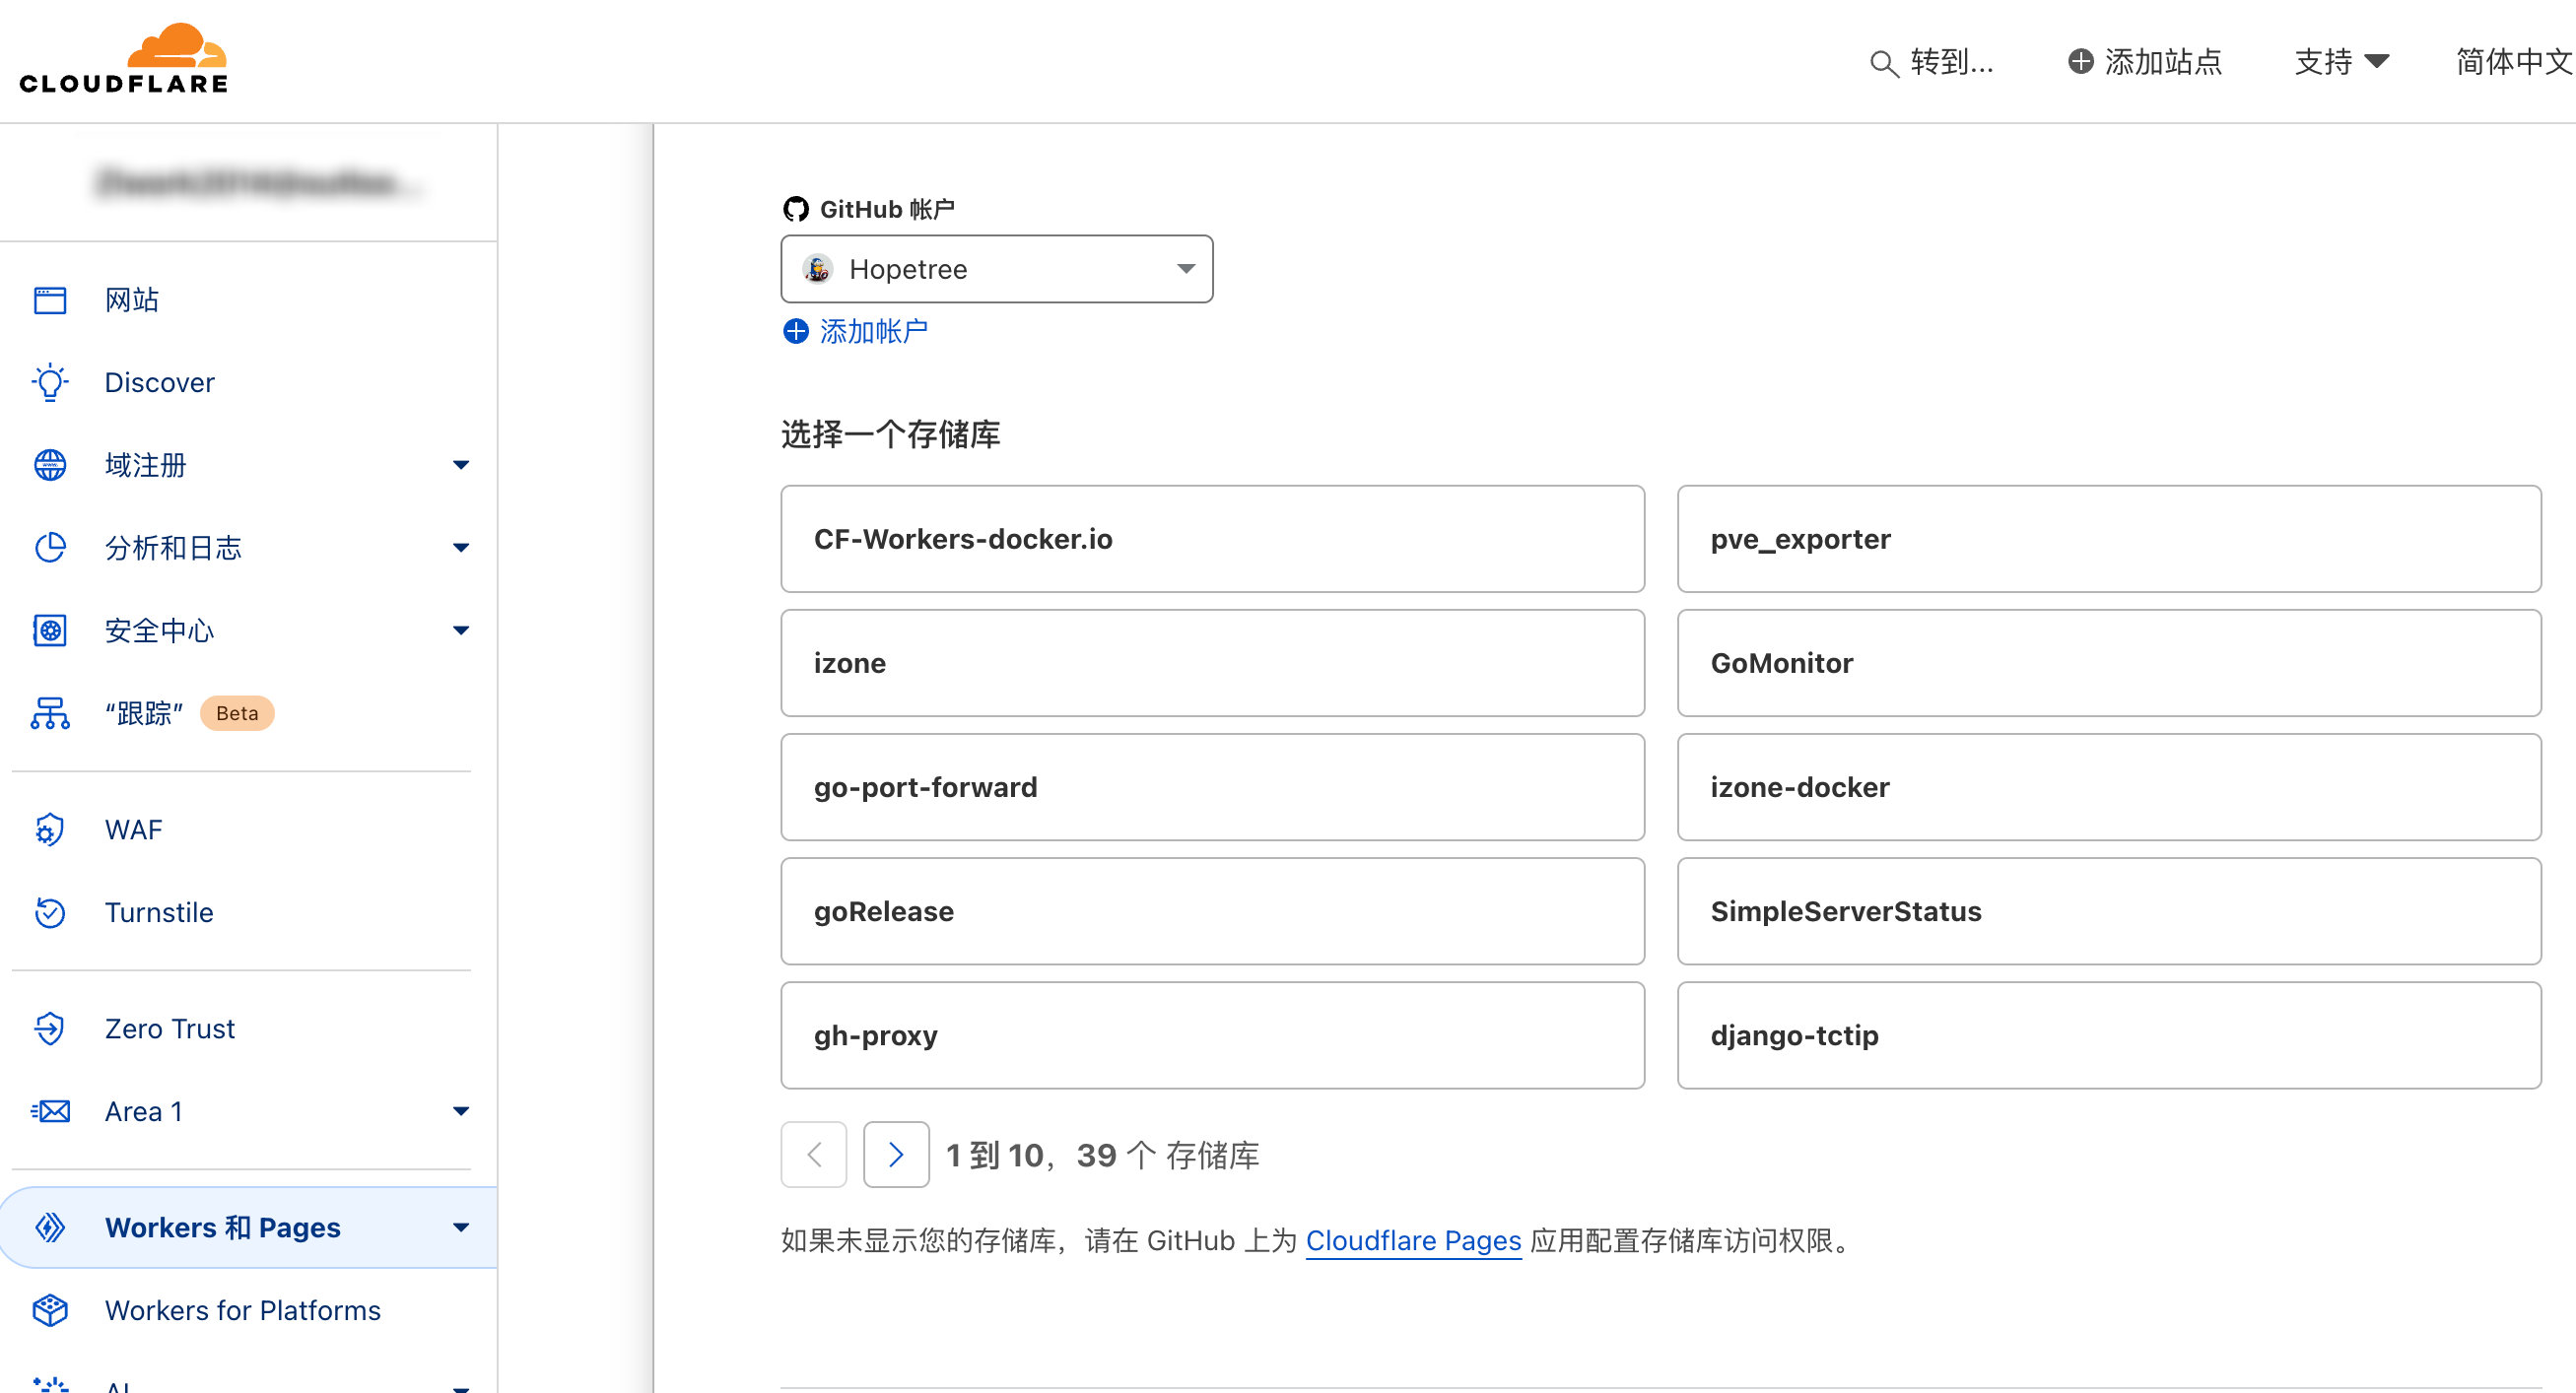 CLOUDFLARE
转到...
添加站点
支持
简体中文
网站
Discover
域注册
分析和日志
安全中心
“跟踪” Beta
WAF
Turnstile
Zero Trust
Area 1
Workers 和 Pages
Workers for Platforms
AI
GitHub 帐户
Hopetree
添加帐户
选择一个存储库
CF-Workers-docker.io
pve_exporter
izone
GoMonitor
go-port-forward
izone-docker
goRelease
SimpleServerStatus
gh-proxy
django-tctip
1 到 10，39 个 存储库
如果未显示您的存储库，请在 GitHub 上为 Cloudflare Pages 应用配置存储库访问权限。